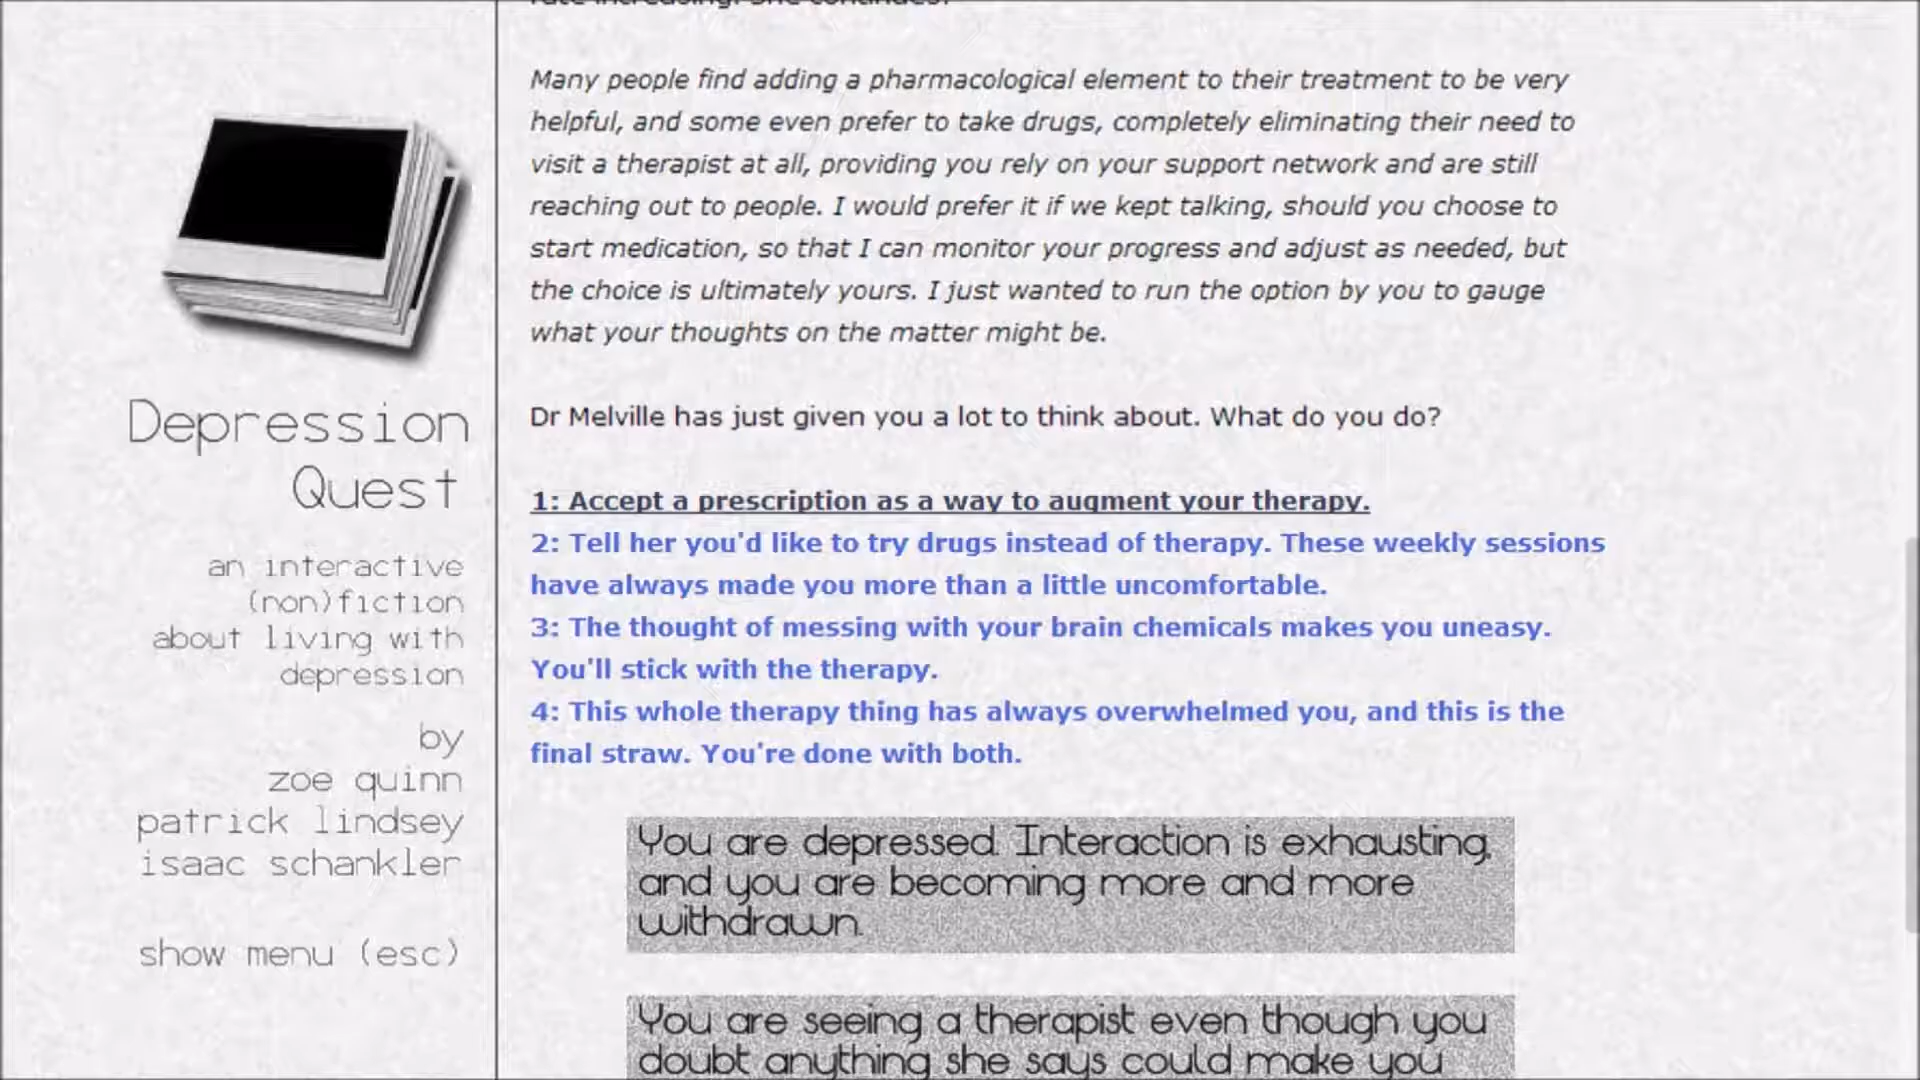 Depression
Quest
an interactive
(non)fiction
about living with
depression
by
zoe quinn
patrick lindsey
isaac schankler
show menu (esc)
Many people find adding a pharmacological element to their treatment to be very
helpful, and some even prefer to take drugs, completely eliminating their need to
visit a therapist at all, providing you rely on your support network and are still
reaching out to people. I would prefer it if we kept talking, should you choose to
start medication, so that I can monitor your progress and adjust as needed, but
the choice is ultimately yours. I just wanted to run the option by you to gauge
what your thoughts on the matter might be.
Dr Melville has just given you a lot to think about. What do you do?
1: Accept a prescription as a way to augment your therapy.
2: Tell her you'd like to try drugs instead of therapy. These weekly sessions
have always made you more than a little uncomfortable.
3: The thought of messing with your brain chemicals makes you uneasy.
You'll stick with the therapy.
4: This whole therapy thing has always overwhelmed you, and this is the
final straw. You're done with both.
You are depressed. Interaction is exhausting,
and you are becoming more and more
withdrawn.
You are seeing a therapist even though you
doubt anything she says could make you